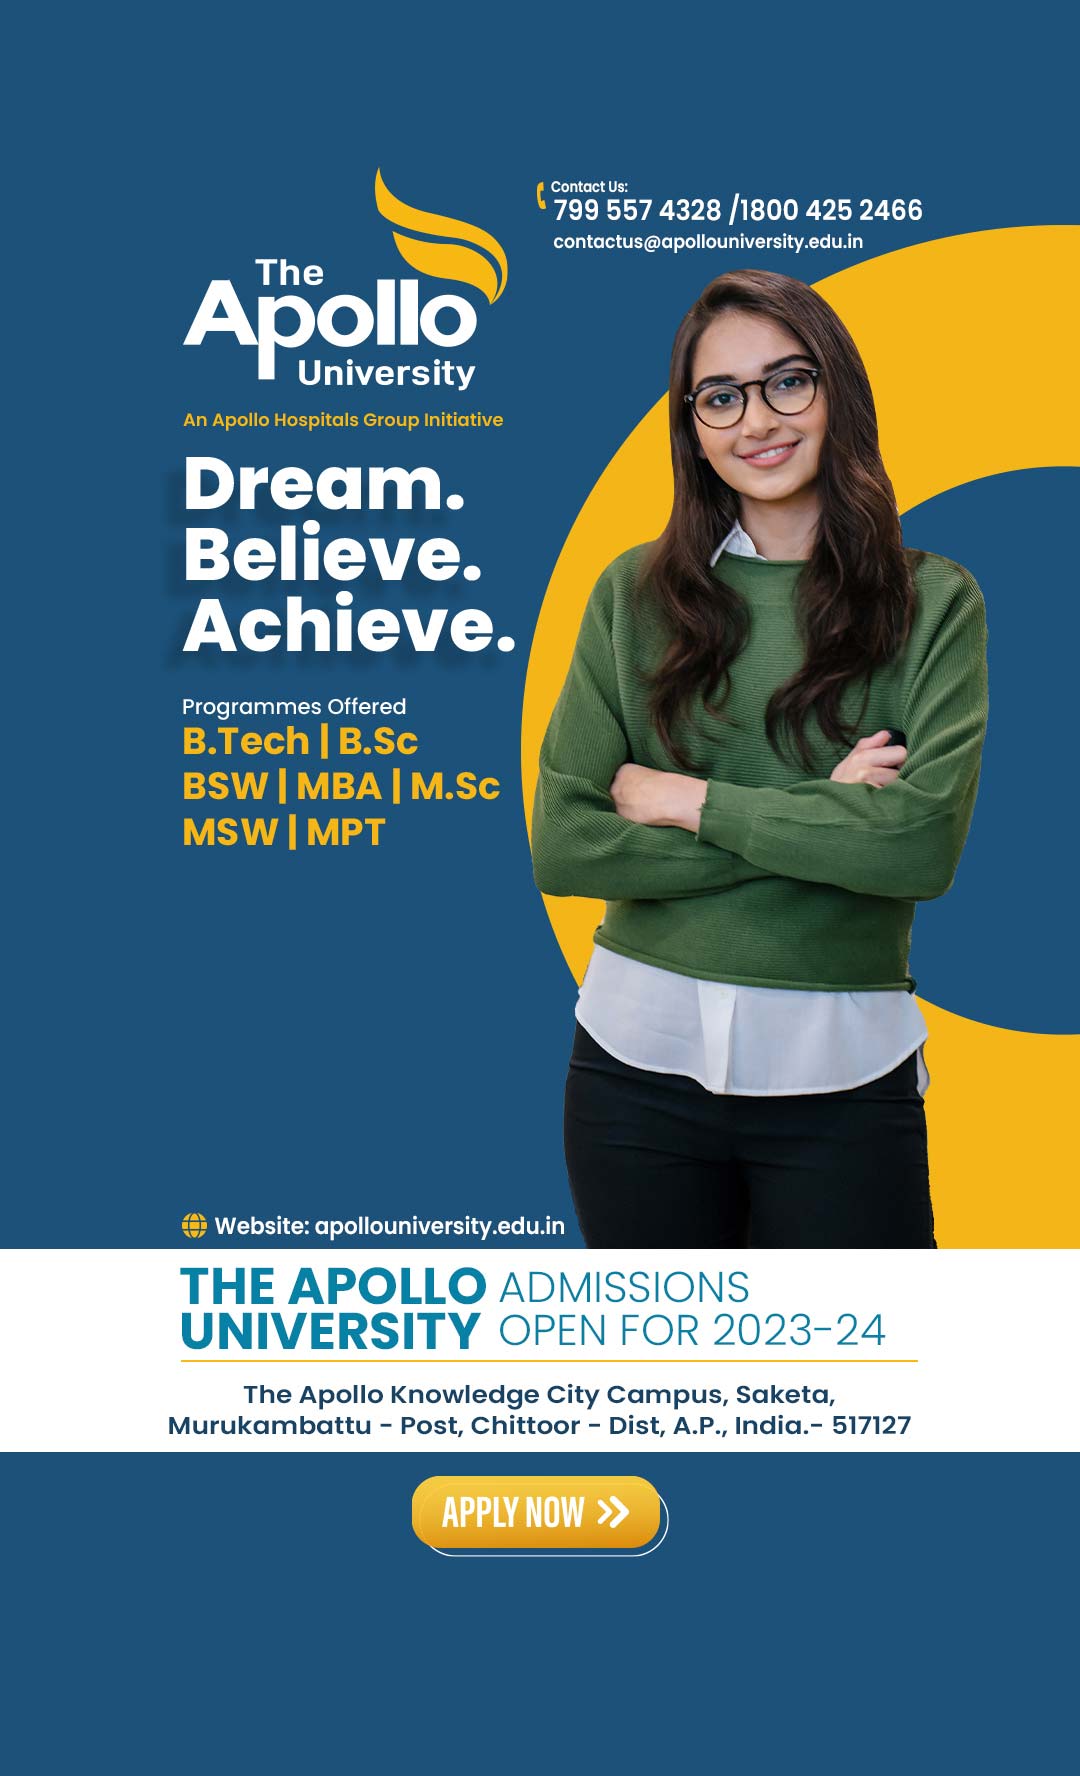 Contact Us:
799 557 4328 /1800 425 2466
contactus@apollouniversity.edu.in
The
Apollo
University
An Apollo Hospitals Group Initiative
Dream.
Believe.
Achieve.
Programmes Offered
B.Tech | B.Sc
BSW | MBA | M.Sc
MSW | MPT
Website: apollouniversity.edu.in
THE APOLLO
UNIVERSITY
ADMISSIONS
OPEN FOR 2023-24
The Apollo Knowledge City Campus, Saketa,
Murukambattu - Post, Chittoor - Dist, A.P., India.- 517127
APPLY NOW